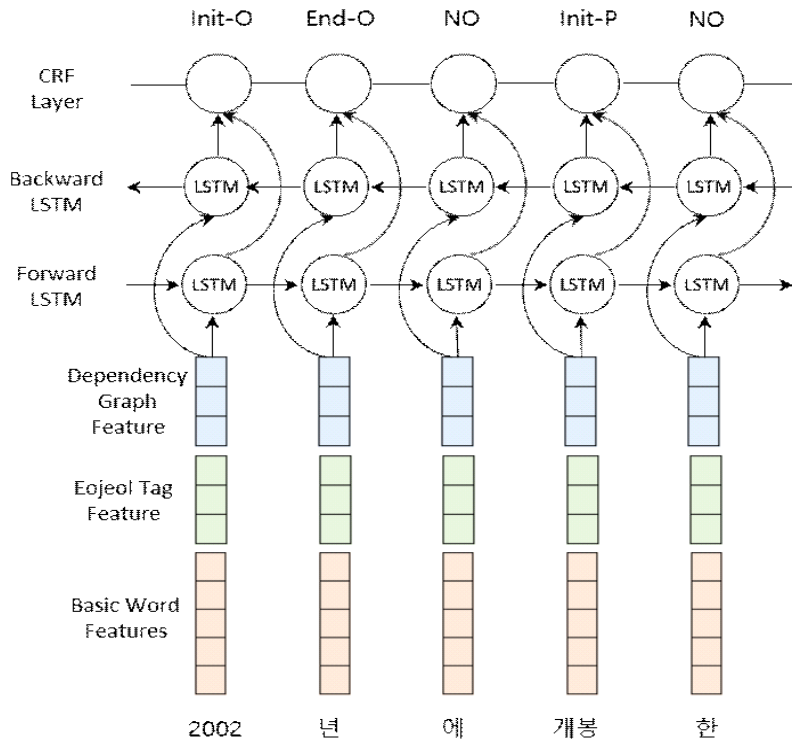 Init-O End-O NO Init-P NO
CRF
Layer
Backward
LSTM
LSTM LSTM LSTM LSTM LSTM
Forward
LSTM
LSTM LSTM LSTM LSTM LSTM
Dependency
Graph
Feature
Eojeol Tag
Feature
Basic Word
Features
2002 년 에 개봉 한